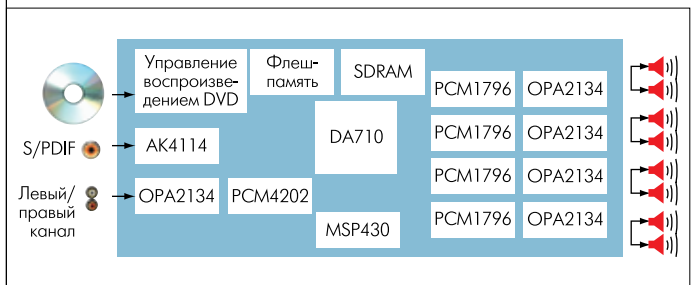 Управление
воспроизве-
дением DVD
Флеш-
память
SDRAM
PCM1796
OPA2134
S/PDIF
AK4114
DA710
PCM1796
OPA2134
Левый/
правый
канал
OPA2134
PCM4202
PCM1796
OPA2134
MSP430
PCM1796
OPA2134